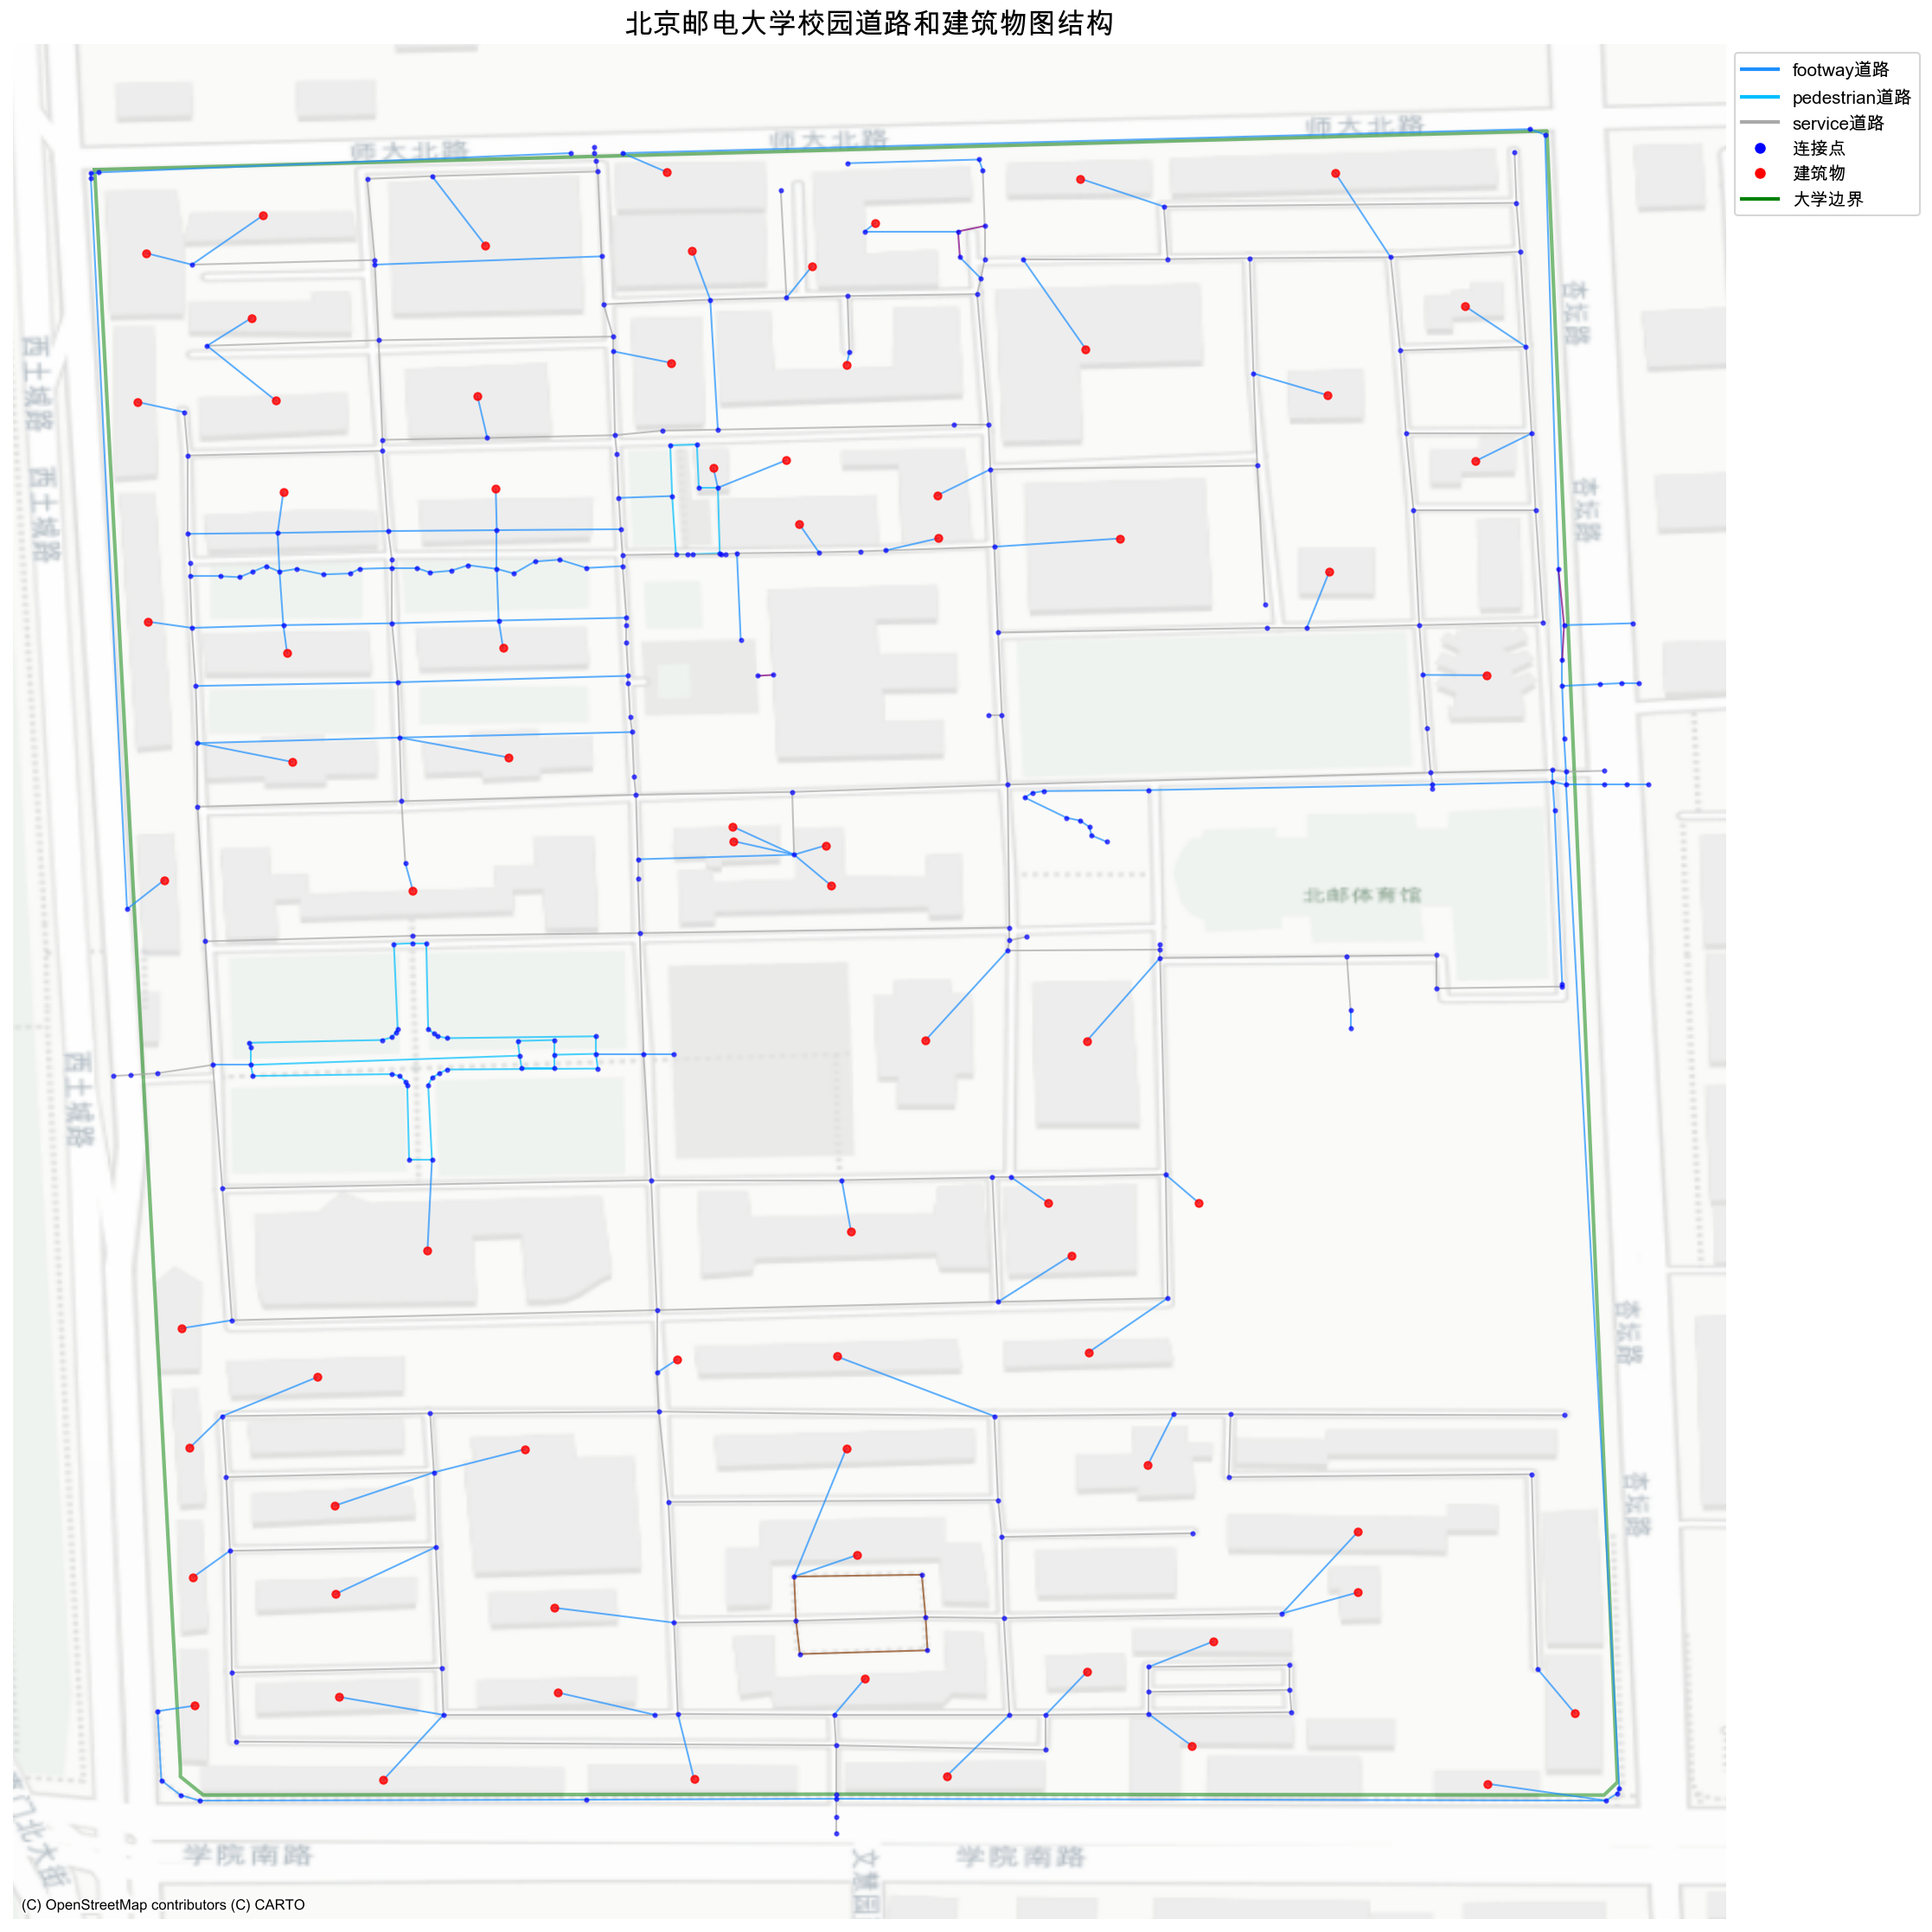 北京邮电大学校园道路和建筑物图结构
footway道路
pedestrian道路
service道路
连接点
建筑物
大学边界
师大北路
师大北路
师大北路
西土城路
杏坛路
西土城路
杏坛路
北邮体育馆
西土城路
杏坛路
杏坛路
门北大街
学院南路
学院南路
文慧园
(C) OpenStreetMap contributors (C) CARTO